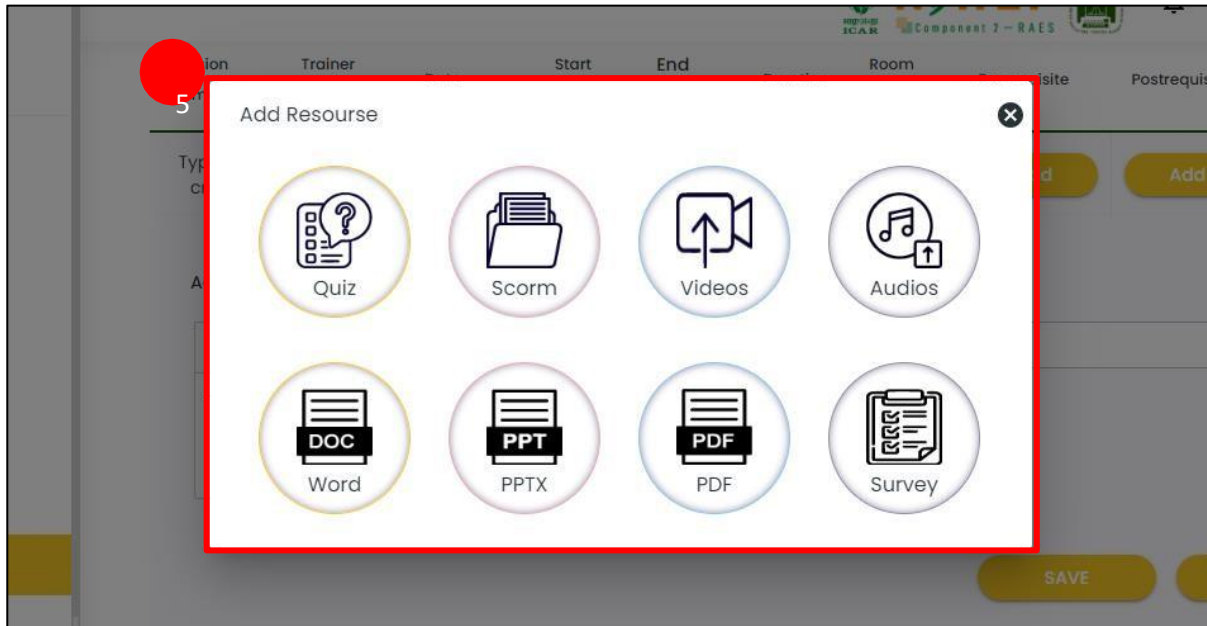 ICAR
Component 2 – RAES
Trainer
Start
End
Room
5
Add Resourse
Add
Quiz
Scorm
Videos
Audios
DOC
PPT
PDF
Word
PPTX
PDF
Survey
SAVE